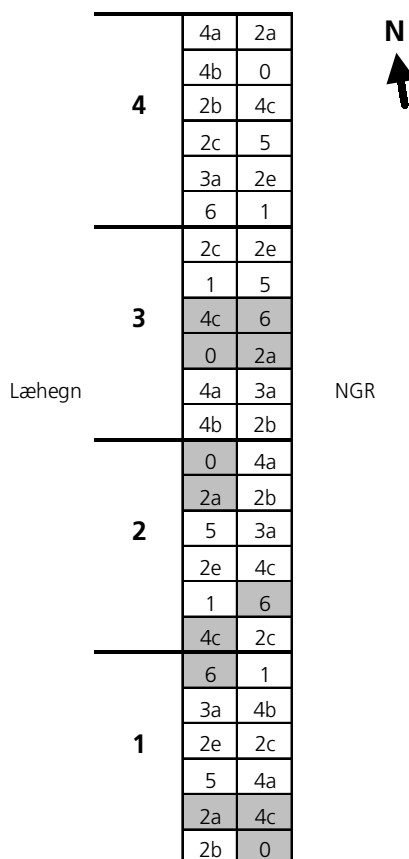 4a 2a
N
4b 0
4 2b 4c
2c 5
3a 2e
6 1
2c 2e
1 5
3 4c 6
0 2a
Læhegn 4a 3a NGR
4b 2b
0 4a
2a 2b
2 5 3a
2e 4c
1 6
4c 2c
6 1
3a 4b
1 2e 2c
5 4a
2a 4c
2b 0